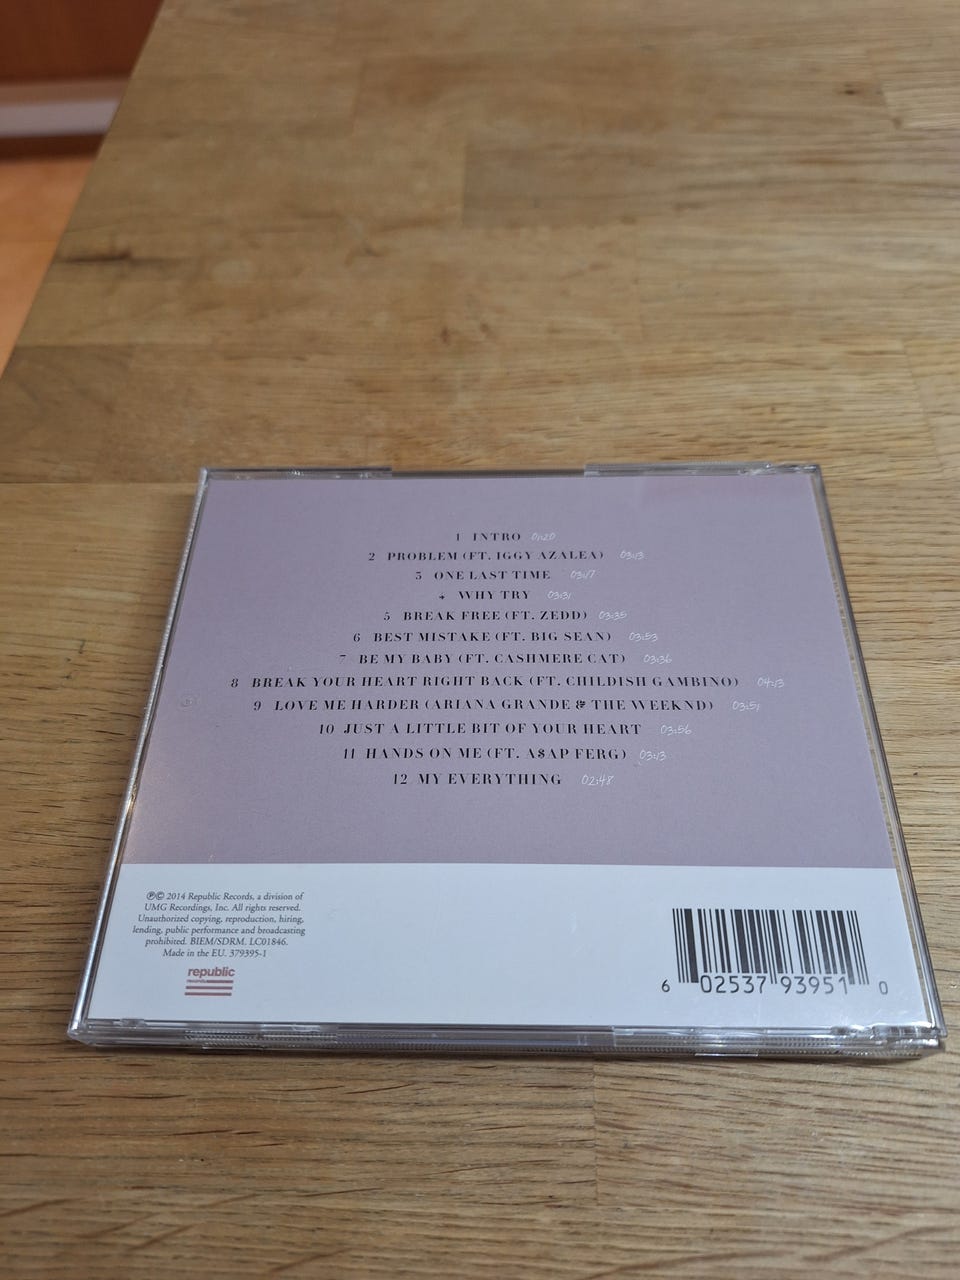 1 INTRO 01:20
2 PROBLEM (FT. IGGY AZALEA) 03:13
3 ONE LAST TIME 03:17
4 WHY TRY 03:31
5 BREAK FREE (FT. ZEDD) 03:35
6 BEST MISTAKE (FT. BIG SEAN) 03:53
7 BE MY BABY (FT. CASHMERE CAT) 03:36
8 BREAK YOUR HEART RIGHT BACK (FT. CHILDISH GAMBINO) 04:13
9 LOVE ME HARDER (ARIANA GRANDE & THE WEEKND) 03:51
10 JUST A LITTLE BIT OF YOUR HEART 03:56
11 HANDS ON ME (FT. A$AP FERG) 03:13
12 MY EVERYTHING 02:48
℗© 2014 Republic Records, a division of
UMG Recordings, Inc. All rights reserved.
Unauthorized copying, reproduction, hiring,
lending, public performance and broadcasting
prohibited. BIEM/SDRM. LC01846.
Made in the EU. 379395-1
republic
records
6 02537 93951 0